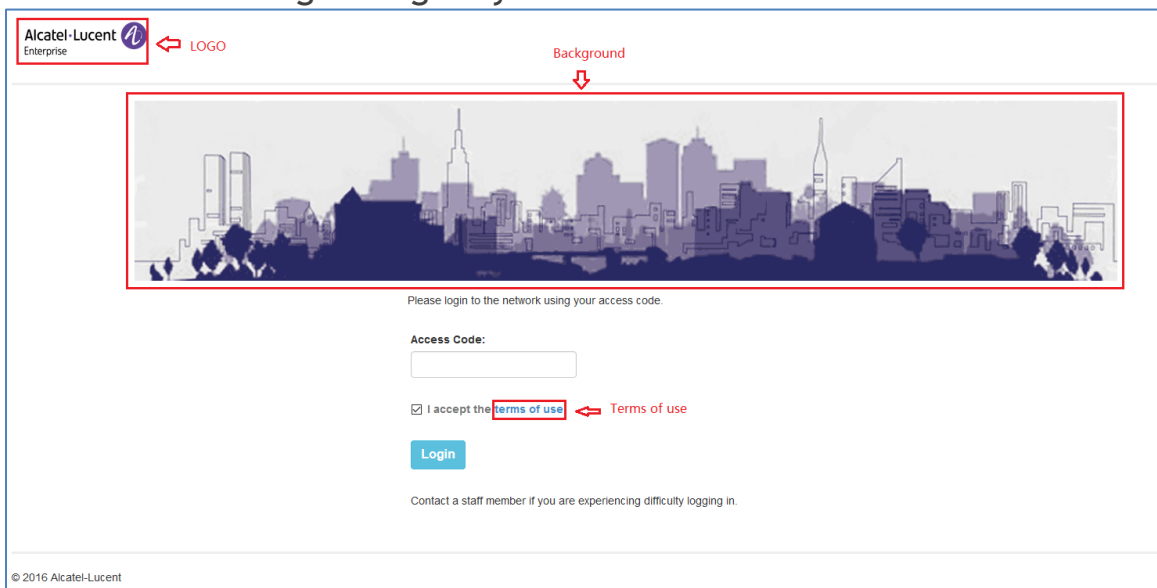 Alcatel·Lucent
Enterprise
LOGO
Background
Please login to the network using your access code.
Access Code:
I accept the terms of use
Terms of use
Login
Contact a staff member if you are experiencing difficulty logging in.
© 2016 Alcatel-Lucent